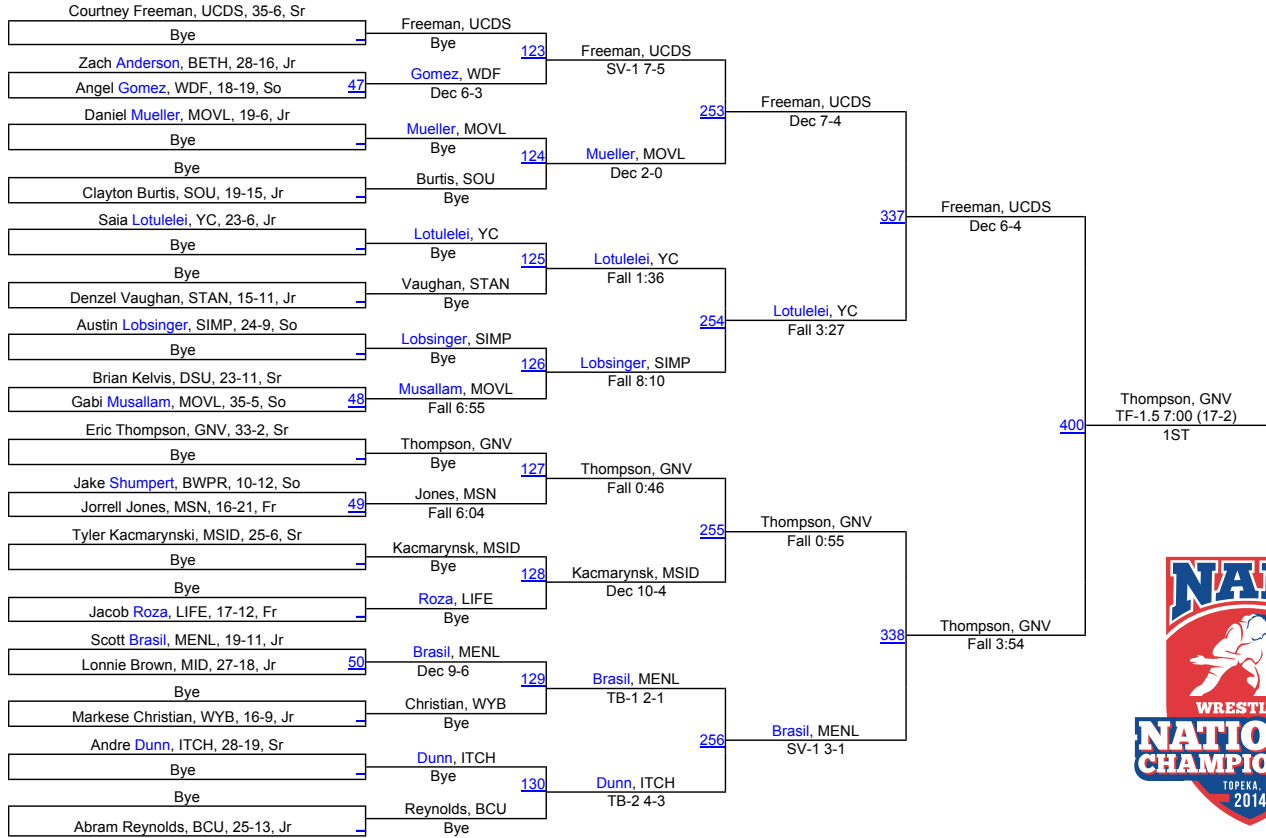 Courtney Freeman, UCDS, 35-6, Sr
Bye
Zach Anderson, BETH, 28-16, Jr
Angel Gomez, WDF, 18-19, So
47
Daniel Mueller, MOVL, 19-6, Jr
Bye
Bye
Clayton Burtis, SOU, 19-15, Jr
Saia Lotulelei, YC, 23-6, Jr
Bye
Bye
Denzel Vaughan, STAN, 15-11, Jr
Austin Lobsinger, SIMP, 24-9, So
Bye
Brian Kelvis, DSU, 23-11, Sr
Gabi Musallam, MOVL, 35-5, So
48
Eric Thompson, GNV, 33-2, Sr
Bye
Jake Shumpert, BWPR, 10-12, So
Jorrell Jones, MSN, 16-21, Fr
49
Tyler Kacmarynski, MSID, 25-6, Sr
Bye
Bye
Jacob Roza, LIFE, 17-12, Fr
Scott Brasil, MENL, 19-11, Jr
Lonnie Brown, MID, 27-18, Jr
50
Bye
Markese Christian, WYB, 16-9, Jr
Andre Dunn, ITCH, 28-19, Sr
Bye
Bye
Abram Reynolds, BCU, 25-13, Jr
Freeman, UCDS
Bye
123
Gomez, WDF
Dec 6-3
Mueller, MOVL
Bye
124
Burtis, SOU
Bye
Lotulelei, YC
Bye
125
Vaughan, STAN
Bye
Lobsinger, SIMP
Bye
126
Musallam, MOVL
Fall 6:55
Thompson, GNV
Bye
127
Jones, MSN
Fall 6:04
Kacmarynsk, MSID
Bye
128
Roza, LIFE
Bye
Brasil, MENL
Dec 9-6
129
Christian, WYB
Bye
Dunn, ITCH
Bye
130
Reynolds, BCU
Bye
Freeman, UCDS
SV-1 7-5
253
Mueller, MOVL
Dec 2-0
Lotulelei, YC
Fall 1:36
254
Lobsinger, SIMP
Fall 8:10
Thompson, GNV
Fall 0:46
255
Kacmarynsk, MSID
Dec 10-4
Brasil, MENL
TB-1 2-1
256
Dunn, ITCH
TB-2 4-3
Freeman, UCDS
Dec 7-4
337
Lotulelei, YC
Fall 3:27
Thompson, GNV
Fall 0:55
338
Brasil, MENL
SV-1 3-1
Freeman, UCDS
Dec 6-4
400
Thompson, GNV
Fall 3:54
Thompson, GNV
TF-1.5 7:00 (17-2)
1ST
WRESTL
NATIO
CHAMPIO
TOPEKA,
2014